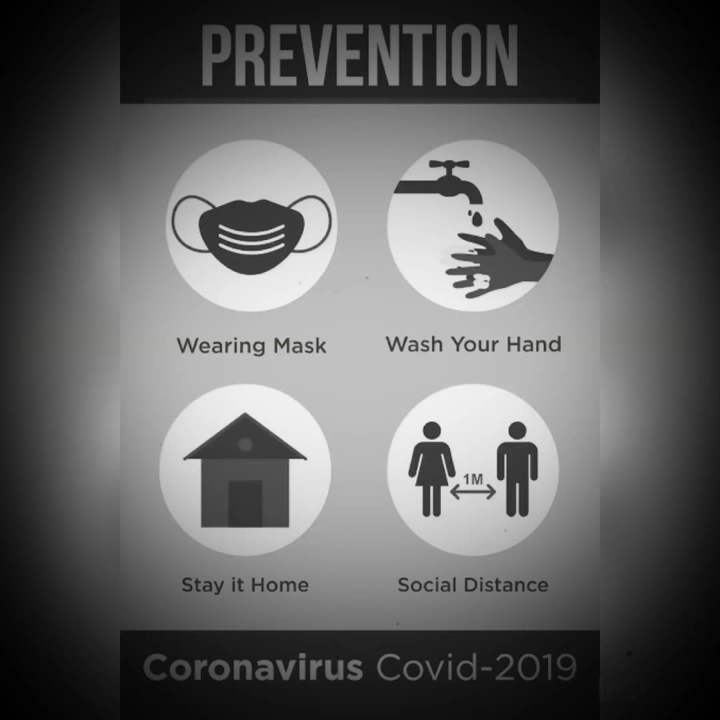 PREVENTION
Wearing Mask
Wash Your Hand
1M
Stay it Home
Social Distance
Coronavirus Covid-2019